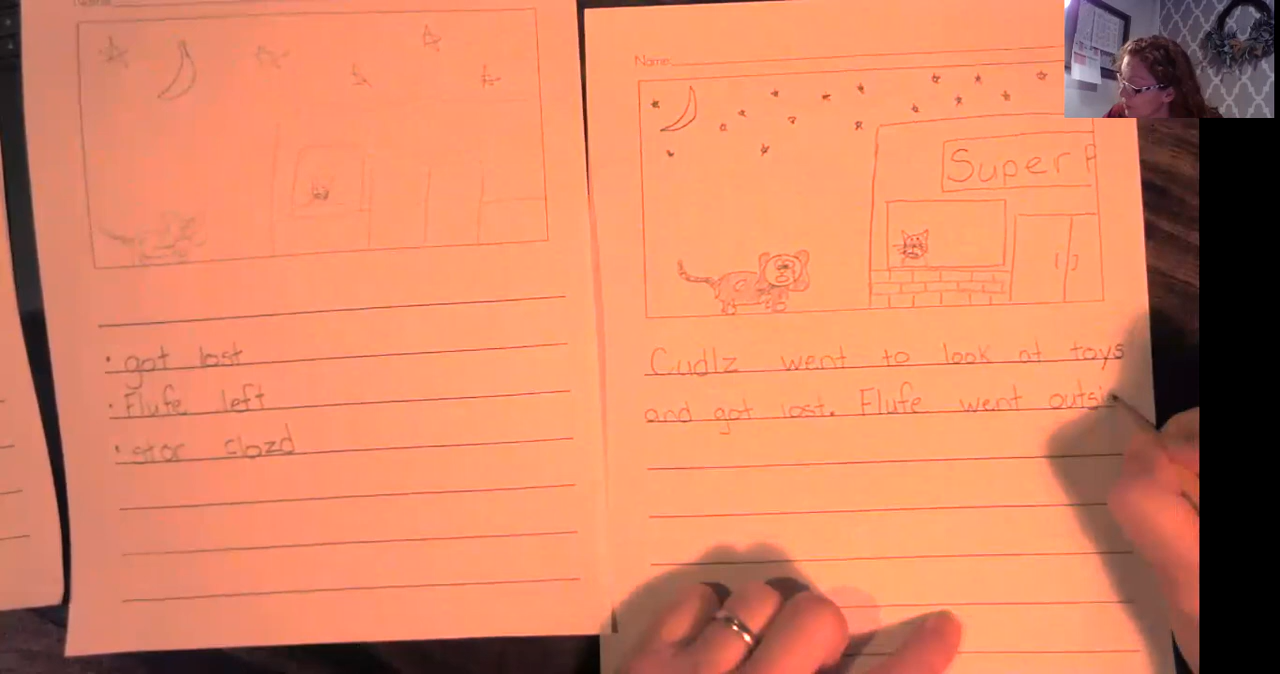 Name
· got lost
· Flufe left
· stor clozd
Name
Super P
Cudlz went to look at toys
and got lost. Flufe went outsi